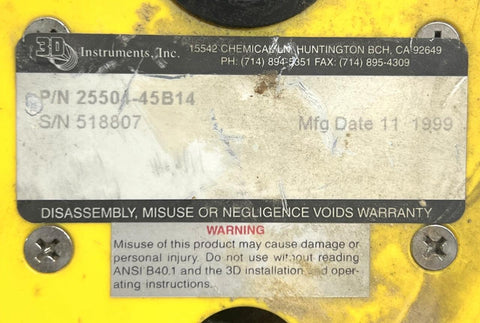 3D Instruments, Inc.
15542 CHEMICAL LN, HUNTINGTON BCH, CA 92649
PH: (714) 894-5351 FAX: (714) 895-4309
P/N 25504-45B14
S/N 518807
Mfg Date 11 1999
DISASSEMBLY, MISUSE OR NEGLIGENCE VOIDS WARRANTY
WARNING
Misuse of this product may cause damage or
personal injury. Do not use without reading
ANSI B40.1 and the 3D installation and oper-
ating instructions.